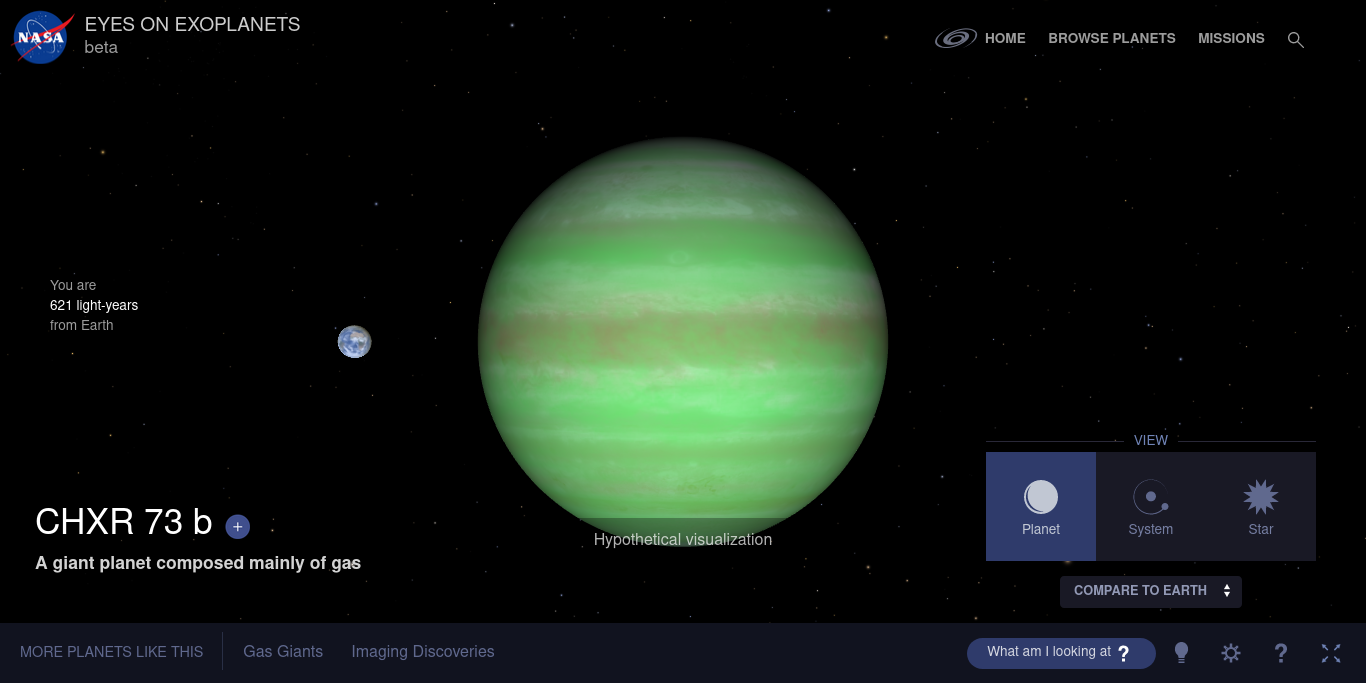 NASA
EYES ON EXOPLANETS
beta
HOME
BROWSE PLANETS
MISSIONS
You are
621 light-years
from Earth
CHXR 73 b
+
A giant planet composed mainly of gas
Hypothetical visualization
VIEW
Planet
System
Star
COMPARE TO EARTH
MORE PLANETS LIKE THIS
Gas Giants
Imaging Discoveries
What am I looking at ?
?